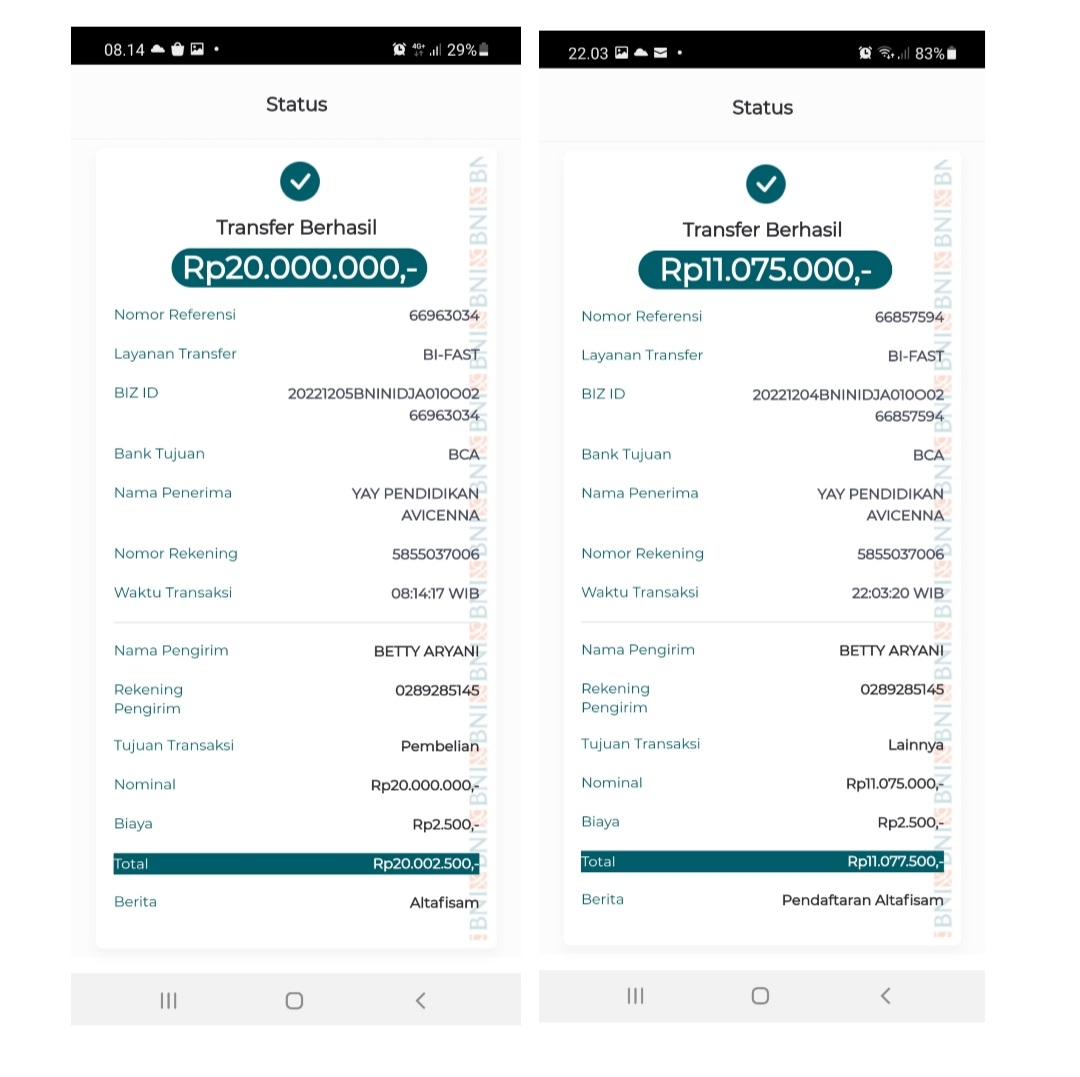 08.14
29%
Status
Transfer Berhasil
Rp20.000.000,-
Nomor Referensi 66963034
Layanan Transfer BI-FAST
BIZ ID 20221205BNINIDJA010O02
66963034
Bank Tujuan BCA
Nama Penerima YAY PENDIDIKAN
AVICENNA
Nomor Rekening 5855037006
Waktu Transaksi 08:14:17 WIB
Nama Pengirim BETTY ARYANI
Rekening 0289285145
Pengirim
Tujuan Transaksi Pembelian
Nominal Rp20.000.000,-
Biaya Rp2.500,-
Total Rp20.002.500,-
Berita Altafisam
BNI BNI BNI BNI BNI BNI BNI BNI BNI BN
22.03
83%
Status
Transfer Berhasil
Rp11.075.000,-
Nomor Referensi 66857594
Layanan Transfer BI-FAST
BIZ ID 20221204BNINIDJA010O02
66857594
Bank Tujuan BCA
Nama Penerima YAY PENDIDIKAN
AVICENNA
Nomor Rekening 5855037006
Waktu Transaksi 22:03:20 WIB
Nama Pengirim BETTY ARYANI
Rekening 0289285145
Pengirim
Tujuan Transaksi Lainnya
Nominal Rp11.075.000,-
Biaya Rp2.500,-
Total Rp11.077.500,-
Berita Pendaftaran Altafisam
BNI BNI BNI BNI BNI BNI BNI BNI BNI BN